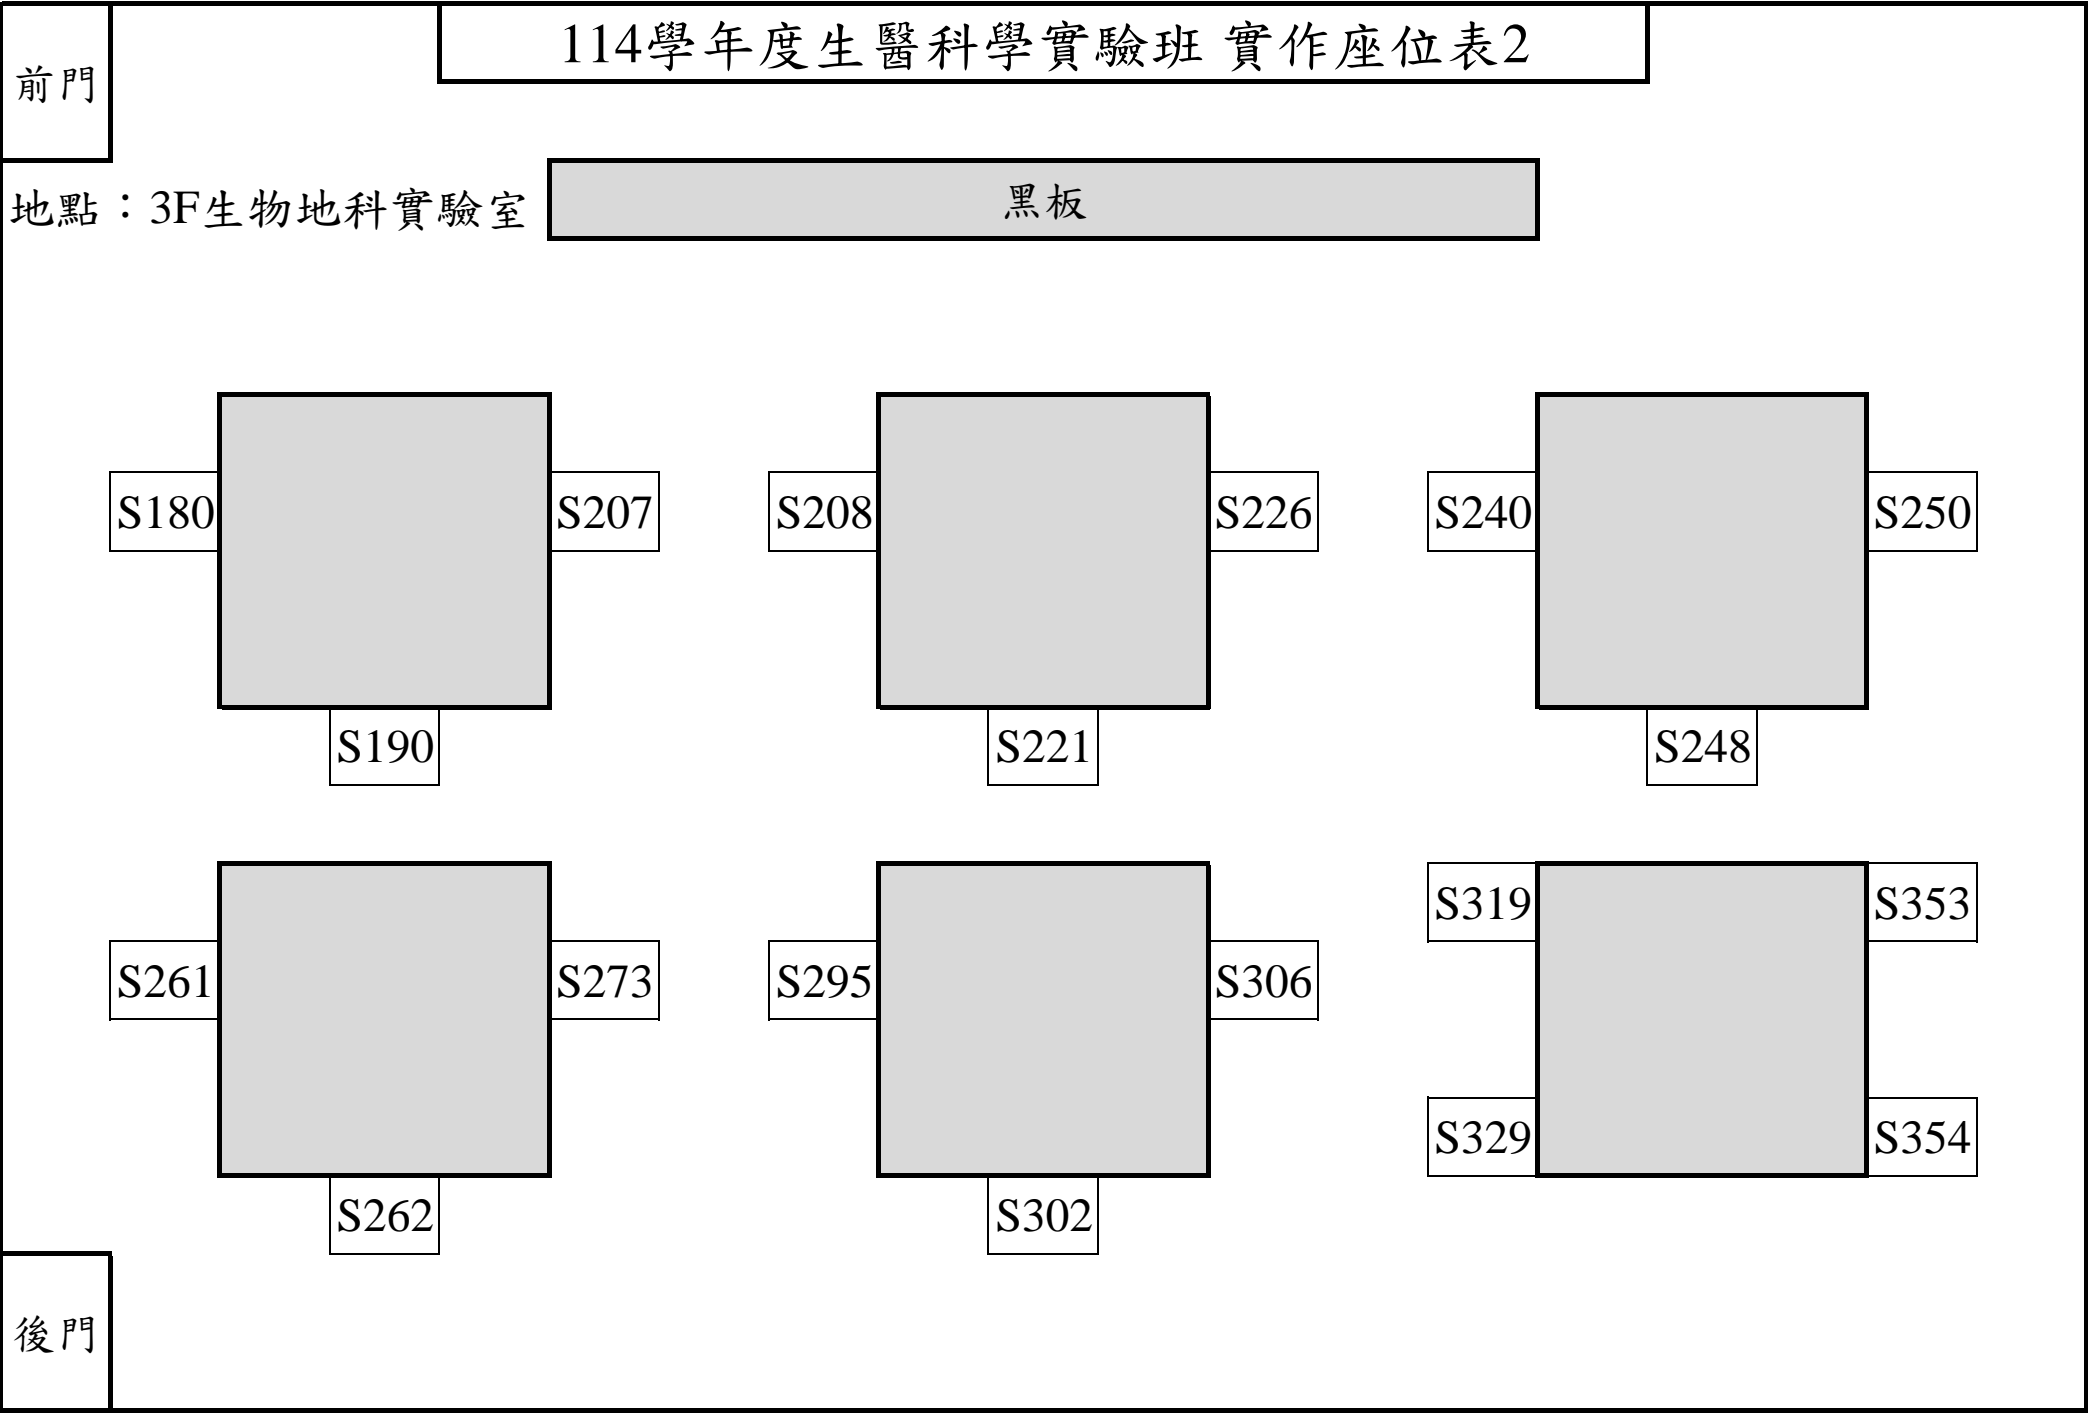 114學年度生醫科學實驗班 實作座位表2
前門
地點：3F生物地科實驗室
黑板
S180
S207
S208
S226
S240
S250
S190
S221
S248
S319
S353
S261
S273
S295
S306
S329
S354
S262
S302
後門